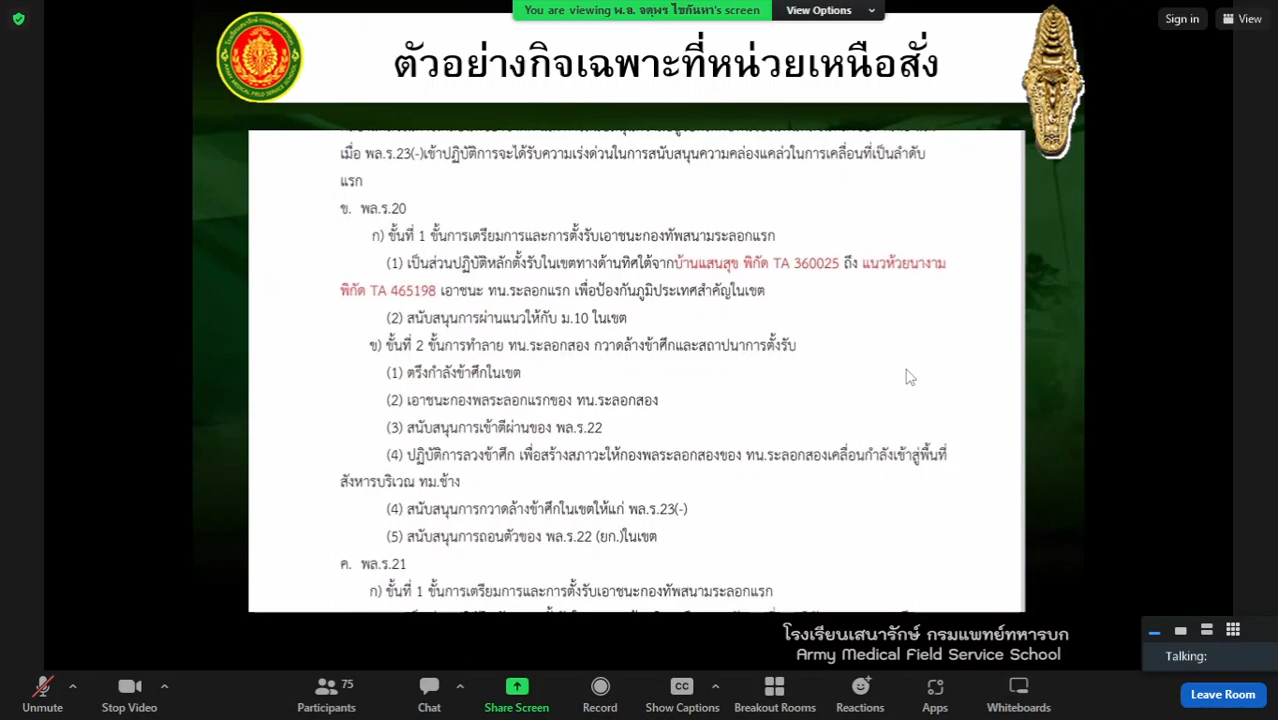 You are viewing พ.อ. จตุพร ไขกันหา's screen
View Options
Sign in
View
ตัวอย่างกิจเฉพาะที่หน่วยเหนือสั่ง
เมื่อ พล.ร.23(-)เข้าปฏิบัติการจะได้รับความเร่งด่วนในการสนับสนุนความคล่องแคล่วในการเคลื่อนที่เป็นลำดับ
แรก
ข. พล.ร.20
ก) ขั้นที่ 1 ขั้นการเตรียมการและการตั้งรับเอาชนะกองทัพสนามระลอกแรก
(1) เป็นส่วนปฏิบัติหลักตั้งรับในเขตทางด้านทิศใต้จากบ้านแสนสุข พิกัด TA 360025 ถึง แนวห้วยนางาม
พิกัด TA 465198 เอาชนะ ทน.ระลอกแรก เพื่อป้องกันภูมิประเทศสำคัญในเขต
(2) สนับสนุนการผ่านแนวให้กับ ม.10 ในเขต
ข) ขั้นที่ 2 ขั้นการทำลาย ทน.ระลอกสอง กวาดล้างข้าศึกและสถาปนาการตั้งรับ
(1) ตรึงกำลังข้าศึกในเขต
(2) เอาชนะกองพลระลอกแรกของ ทน.ระลอกสอง
(3) สนับสนุนการเข้าตีผ่านของ พล.ร.22
(4) ปฏิบัติการลวงข้าศึก เพื่อสร้างสภาวะให้กองพลระลอกสองของ ทน.ระลอกสองเคลื่อนกำลังเข้าสู่พื้นที่
สังหารบริเวณ ทม.ช้าง
(4) สนับสนุนการกวาดล้างข้าศึกในเขตให้แก่ พล.ร.23(-)
(5) สนับสนุนการถอนตัวของ พล.ร.22 (ยก.)ในเขต
ค. พล.ร.21
ก) ขั้นที่ 1 ขั้นการเตรียมการและการตั้งรับเอาชนะกองทัพสนามระลอกแรก
โรงเรียนเสนารักษ์ กรมแพทย์ทหารบก
Army Medical Field Service School
Talking:
Unmute
Stop Video
Participants
75
Chat
Share Screen
Record
CC
Show Captions
Breakout Rooms
Reactions
Apps
Whiteboards
Leave Room